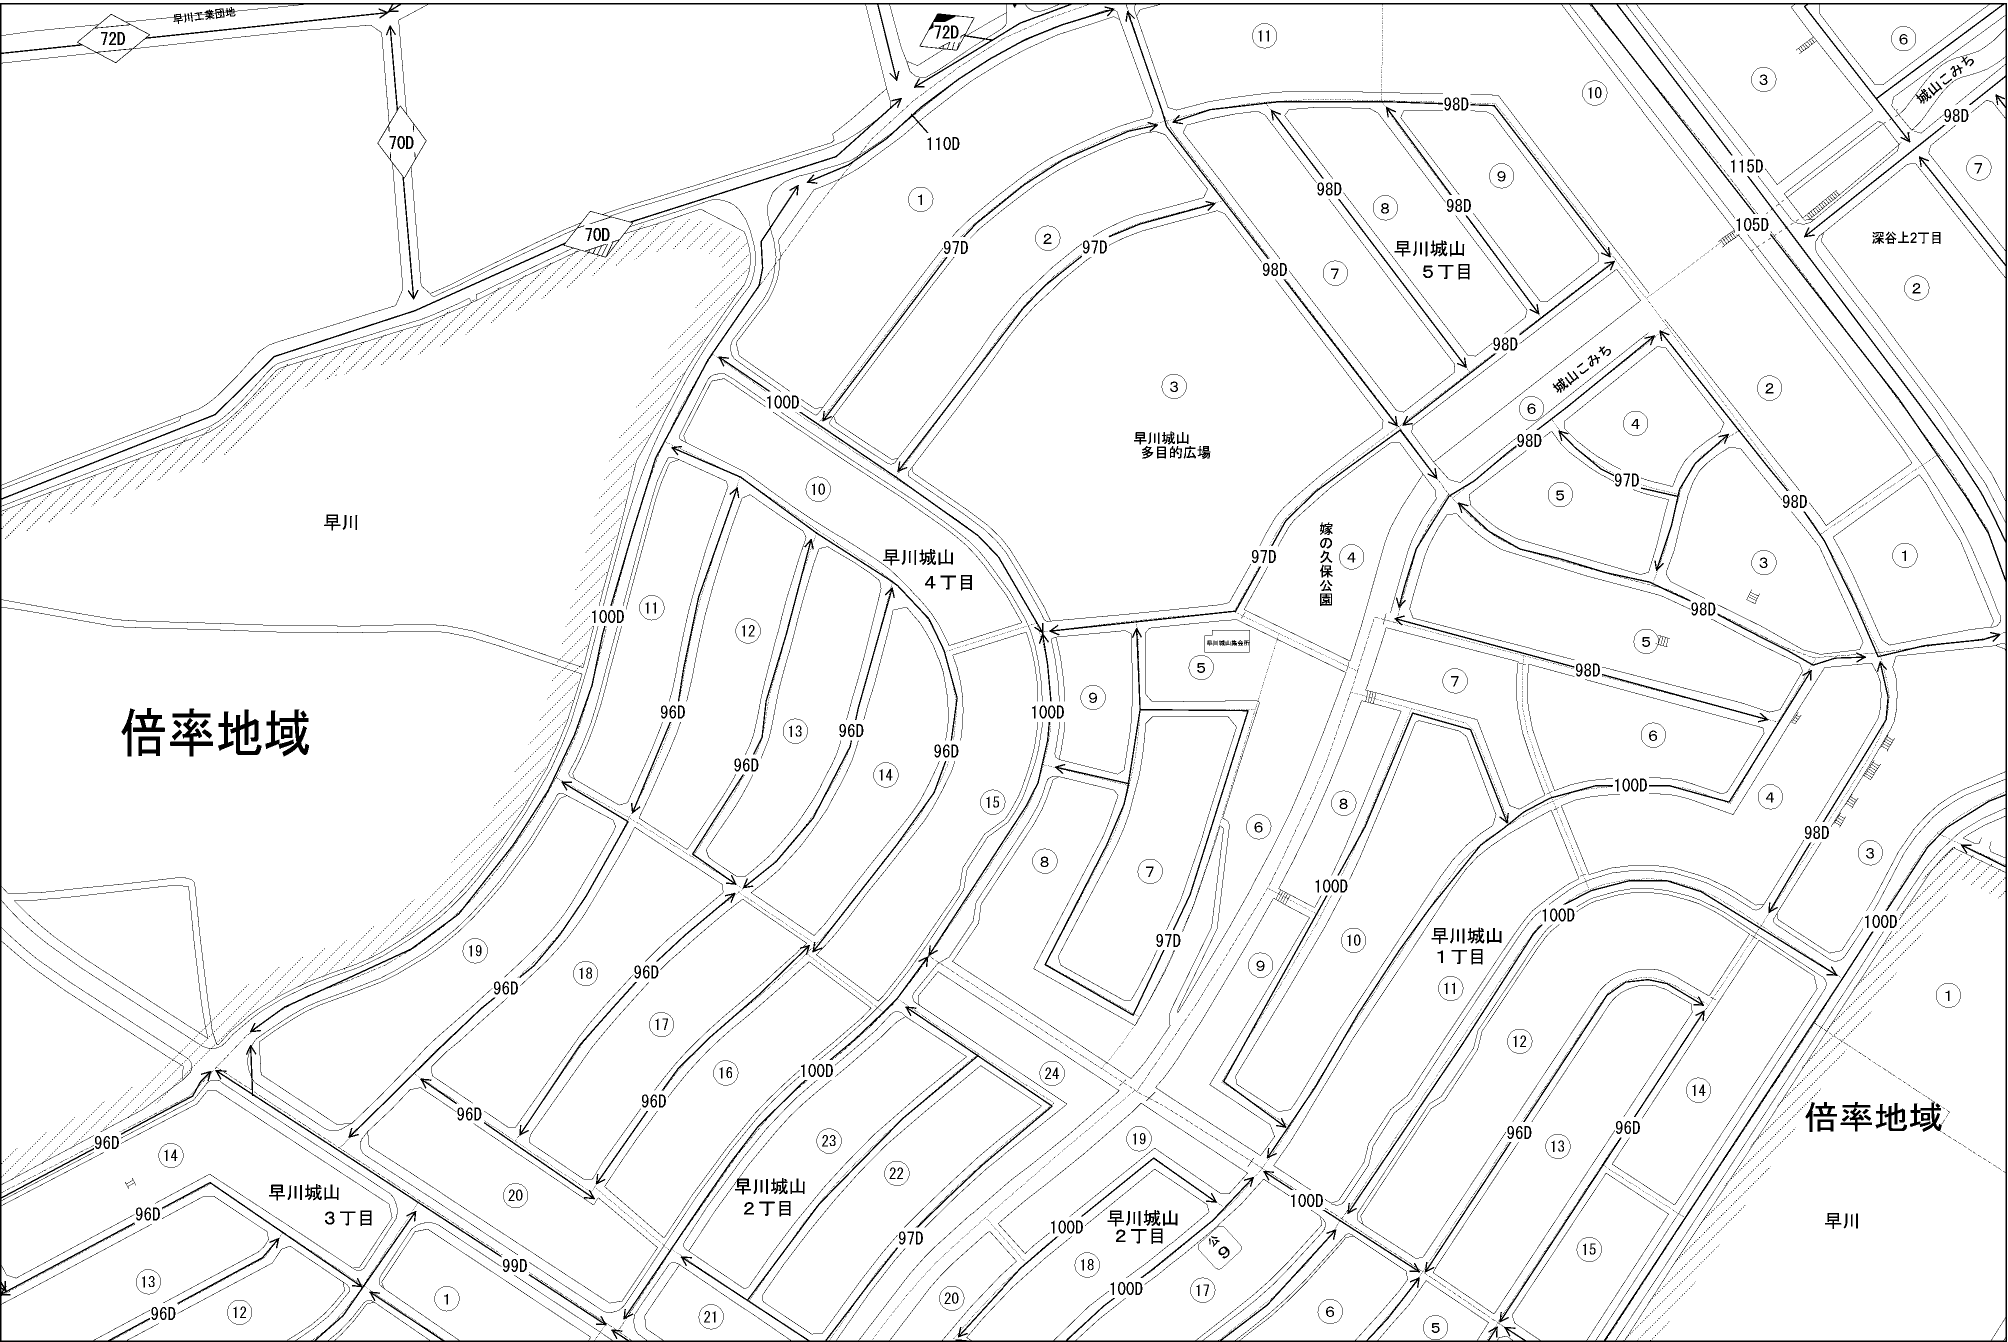 早川工業団地
72D
72D
⑪
⑥
③
⑩
城山こみち
98D
98D
70D
110D
115D
⑦
⑨
①
98D
⑧
98D
105D
70D
②
97D
97D
早川城山
5丁目
深谷上2丁目
98D
⑦
②
98D
城山こみち
③
②
100D
⑥
④
早川城山
多目的広場
98D
97D
⑤
98D
⑩
早川
嫁の久保公園
④
97D
①
早川城山
4丁目
③
⑪
100D
⑫
98D
早川城山集会所
⑤
⑤
98D
⑦
⑨
96D
100D
倍率地域
⑬
96D
96D
⑥
96D
⑭
100D
④
⑮
⑧
⑥
98D
⑧
⑦
③
100D
100D
100D
早川城山
1丁目
97D
⑩
⑲
⑨
⑱
96D
96D
⑪
①
⑰
⑫
⑯
100D
㉔
⑭
96D
96D
倍率地域
96D
㉓
⑲
96D
⑬
96D
⑭
㉒
早川城山
3丁目
⑳
早川城山
2丁目
100D
96D
早川城山
2丁目
100D
早川
97D
公9
⑮
99D
⑱
⑬
100D
⑰
96D
⑫
①
⑳
㉑
⑥
⑤